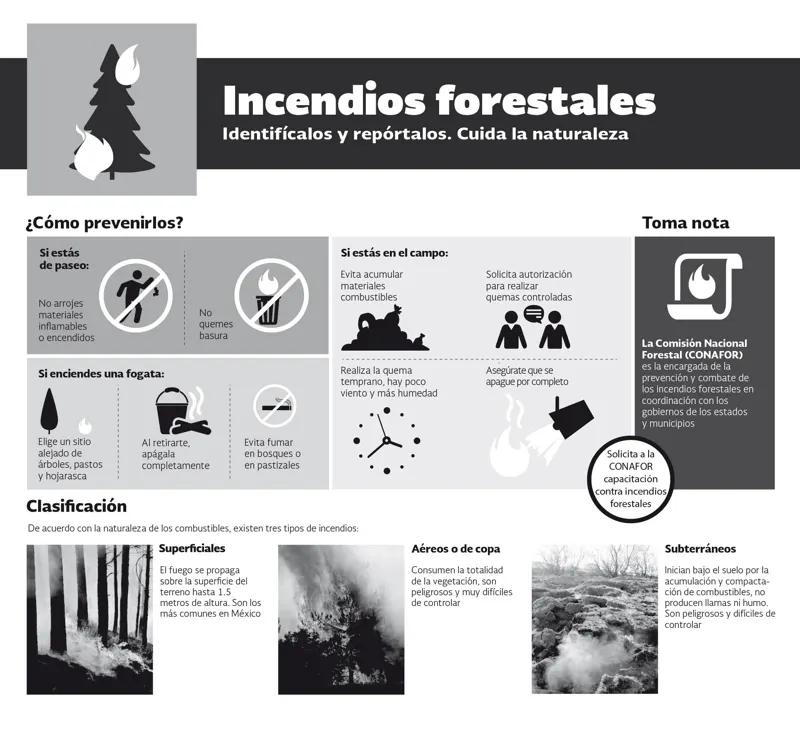 Incendios forestales
Identifícalos y repórtalos. Cuida la naturaleza
¿Cómo prevenirlos?
Si estás
de paseo:
No arrojes
materiales
inflamables
o encendidos
No
quemes
basura
Si enciendes una fogata:
Elige un sitio
alejado de
árboles, pastos
y hojarasca
Al retirarte,
apágala
completamente
Evita fumar
en bosques o
en pastizales
Si estás en el campo:
Evita acumular
materiales
combustibles
Solicita autorización
para realizar
quemas controladas
Realiza la quema
temprano, hay poco
viento y más humedad
Asegúrate que se
apague por completo
Toma nota
La Comisión Nacional
Forestal (CONAFOR)
es la encargada de la
prevención y combate de
los incendios forestales en
coordinación con los
gobiernos de los estados
y municipios
Solicita a la
CONAFOR
capacitación
contra incendios
forestales
Clasificación
De acuerdo con la naturaleza de los combustibles, existen tres tipos de incendios:
Superficiales
El fuego se propaga
sobre la superficie del
terreno hasta 1.5
metros de altura. Son los
más comunes en México
Aéreos o de copa
Consumen la totalidad
de la vegetación, son
peligrosos y muy difíciles
de controlar
Subterráneos
Inician bajo el suelo por la
acumulación y compacta-
ción de combustibles, no
producen llamas ni humo.
Son peligrosos y difíciles de
controlar